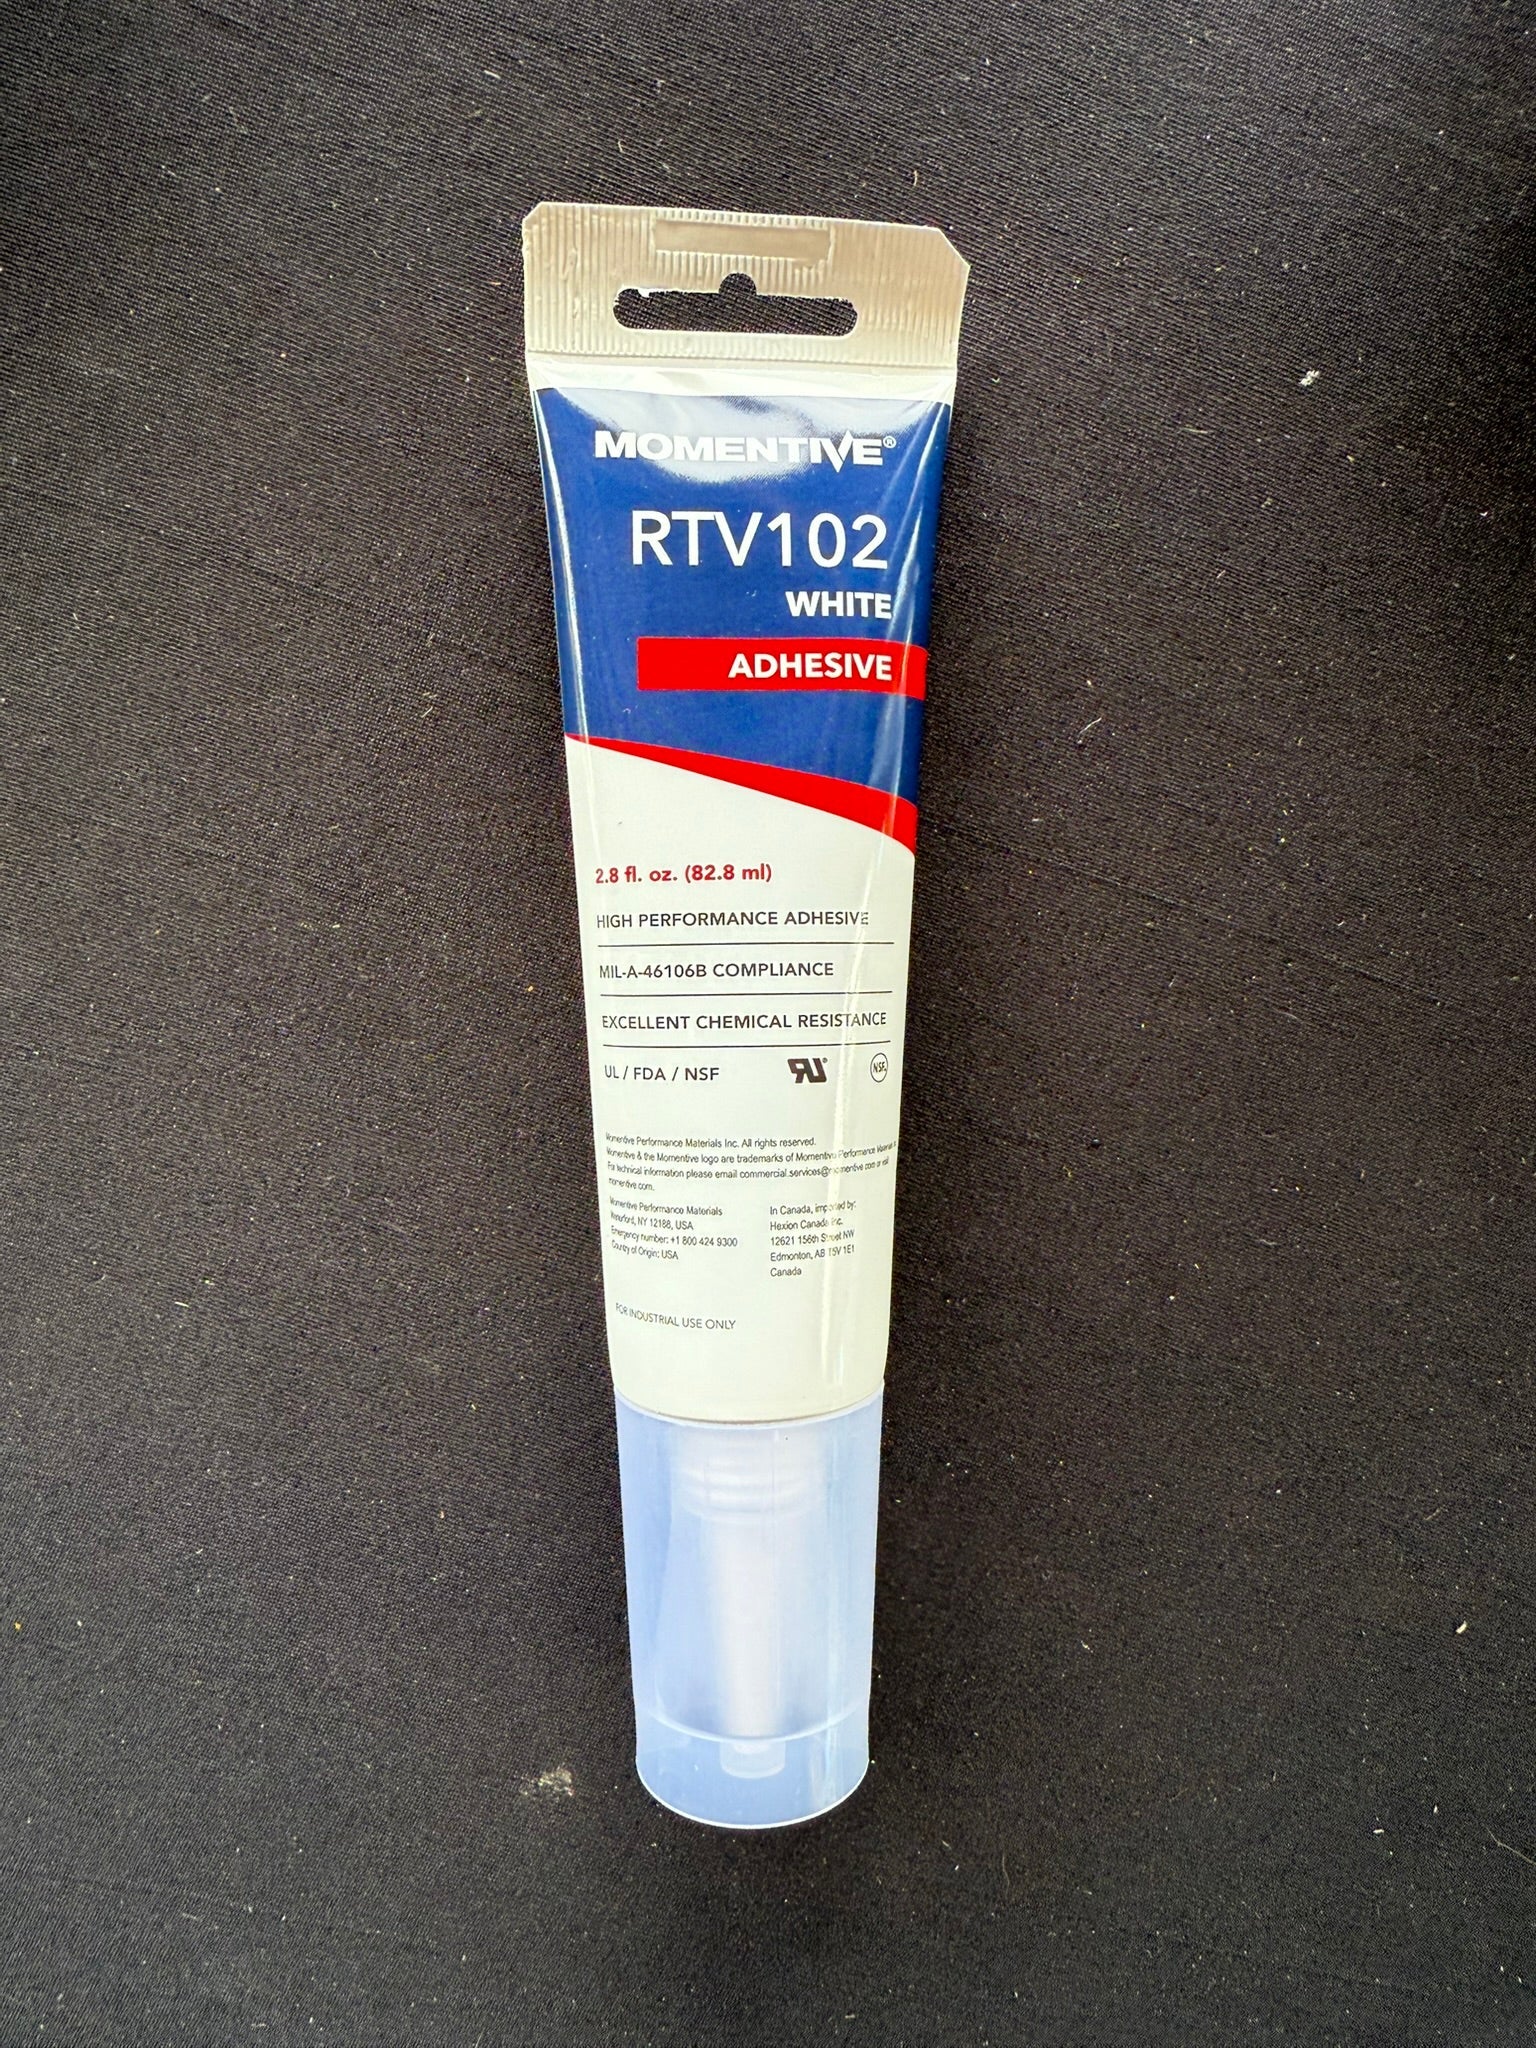 MOMENTIVE®
RTV102
WHITE
ADHESIVE
2.8 fl. oz. (82.8 ml)
HIGH PERFORMANCE ADHESIVE
MIL-A-46106B COMPLIANCE
EXCELLENT CHEMICAL RESISTANCE
UL / FDA / NSF
NSF.
Momentive Performance Materials Inc. All rights reserved.
Momentive & the Momentive logo are trademarks of Momentive Performance Materials
For technical information please email commercial.services@momentive.com or visit
momentive.com.
Momentive Performance Materials
Waterford, NY 12188, USA
Emergency number: +1 800 424 9300
Country of Origin: USA
In Canada, imported by:
Hexion Canada Inc.
12621 156th Street NW
Edmonton, AB T5V 1E1
Canada
FOR INDUSTRIAL USE ONLY